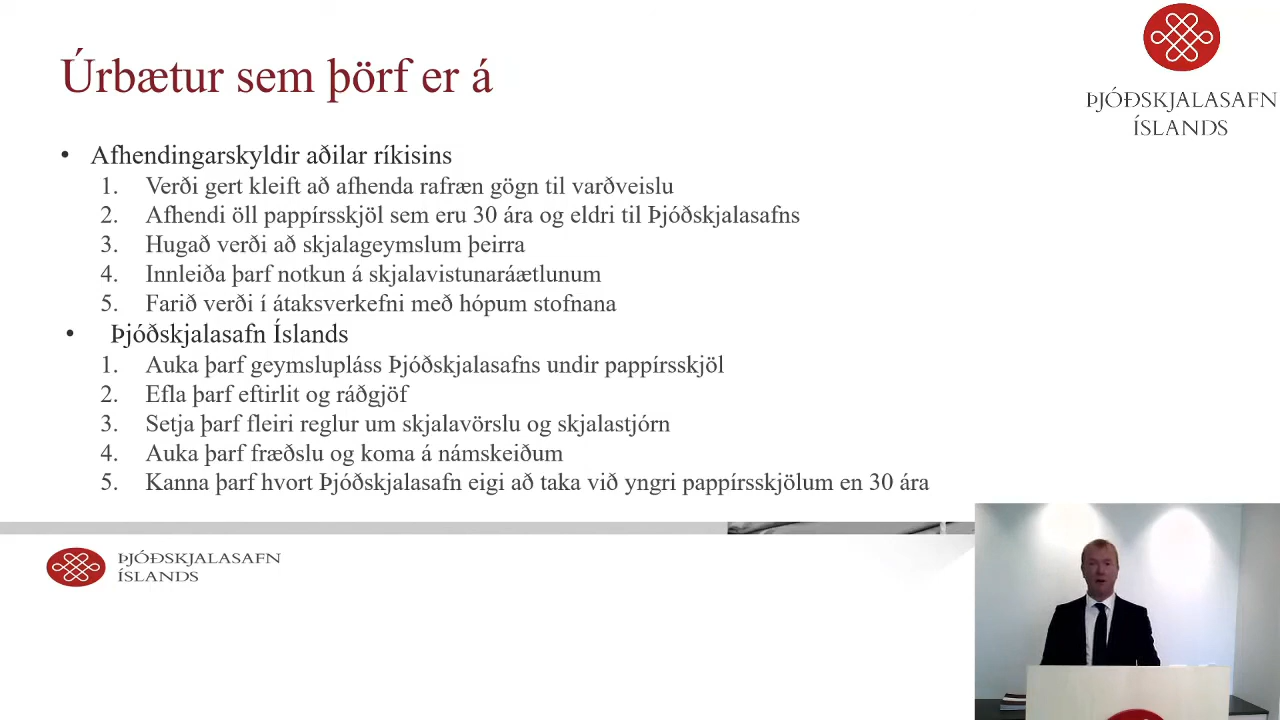 Úrbætur sem þörf er á
ÞJÓÐSKJALASAFN
ÍSLANDS
• Afhendingarskyldir aðilar ríkisins
1. Verði gert kleift að afhenda rafræn gögn til varðveislu
2. Afhendi öll pappírsskjöl sem eru 30 ára og eldri til Þjóðskjalasafns
3. Hugað verði að skjalageymslum þeirra
4. Innleiða þarf notkun á skjalavistunaráætlunum
5. Farið verði í átaksverkefni með hópum stofnana
• Þjóðskjalasafn Íslands
1. Auka þarf geymslupláss Þjóðskjalasafns undir pappírsskjöl
2. Efla þarf eftirlit og ráðgjöf
3. Setja þarf fleiri reglur um skjalavörslu og skjalastjórn
4. Auka þarf fræðslu og koma á námskeiðum
5. Kanna þarf hvort Þjóðskjalasafn eigi að taka við yngri pappírsskjölum en 30 ára
ÞJÓÐSKJALASAFN
ÍSLANDS